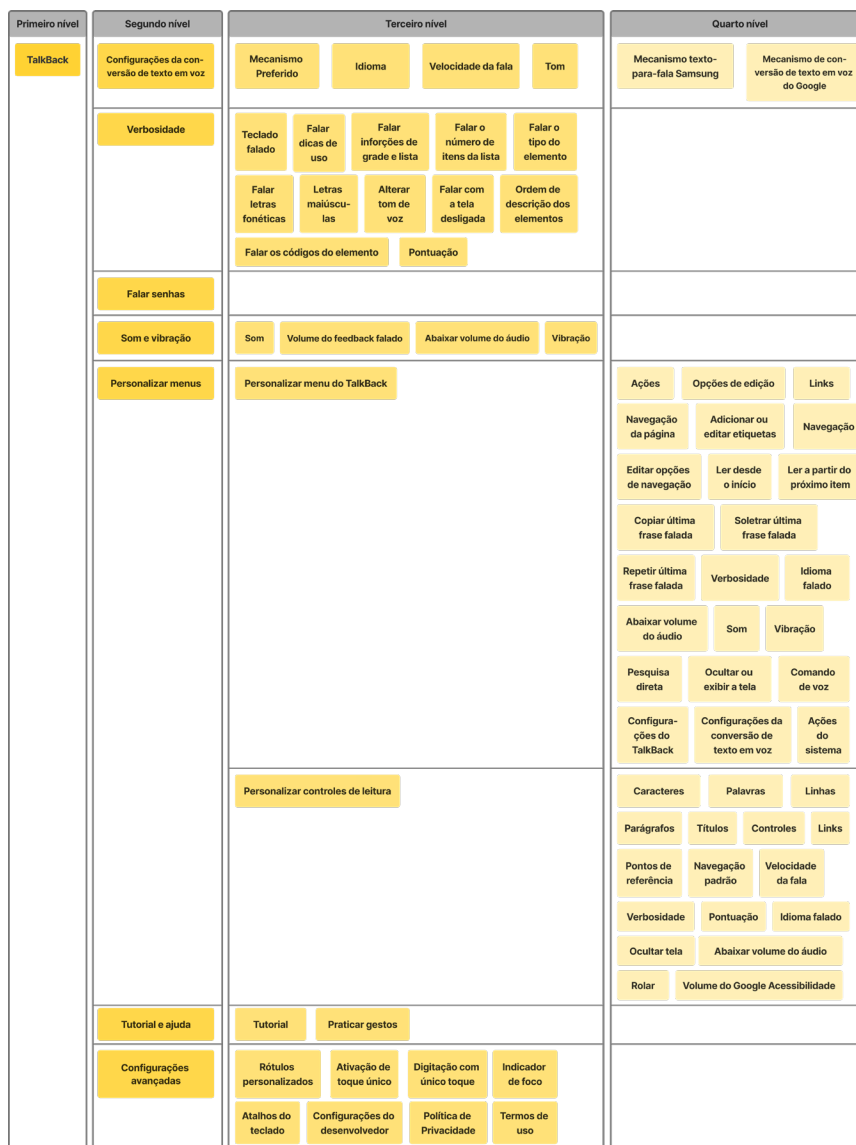 Primeiro nível
Segundo nível
Terceiro nível
Quarto nível
TalkBack
Configurações da con-
versão de texto em voz
Mecanismo
Preferido
Idioma
Velocidade da fala
Tom
Mecanismo texto-
para-fala Samsung
Mecanismo de con-
versão de texto em voz
do Google
Verbosidade
Teclado
falado
Falar
dicas de
uso
Falar
inforções de
grade e lista
Falar o
número de
itens da lista
Falar o
tipo do
elemento
Falar
letras
fonéticas
Letras
maiúscu-
las
Alterar
tom de
voz
Falar com
a tela
desligada
Ordem de
descrição dos
elementos
Falar os códigos do elemento
Pontuação
Falar senhas
Som e vibração
Som
Volume do feedback falado
Abaixar volume do áudio
Vibração
Personalizar menus
Personalizar menu do TalkBack
Ações
Opções de edição
Links
Navegação
da página
Adicionar ou
editar etiquetas
Navegação
Editar opções
de navegação
Ler desde
o início
Ler a partir do
próximo item
Copiar última
frase falada
Soletrar última
frase falada
Repetir última
frase falada
Verbosidade
Idioma
falado
Abaixar volume
do áudio
Som
Vibração
Pesquisa
direta
Ocultar ou
exibir a tela
Comando
de voz
Configura-
ções do
TalkBack
Configurações da
conversão de
texto em voz
Ações
do
sistema
Personalizar controles de leitura
Caracteres
Palavras
Linhas
Parágrafos
Títulos
Controles
Links
Pontos de
referência
Navegação
padrão
Velocidade
da fala
Verbosidade
Pontuação
Idioma falado
Ocultar tela
Abaixar volume do áudio
Rolar
Volume do Google Acessibilidade
Tutorial e ajuda
Tutorial
Praticar gestos
Configurações
avançadas
Rótulos
personalizados
Ativação de
toque único
Digitação com
único toque
Indicador
de foco
Atalhos do
teclado
Configurações do
desenvolvedor
Política de
Privacidade
Termos de
uso